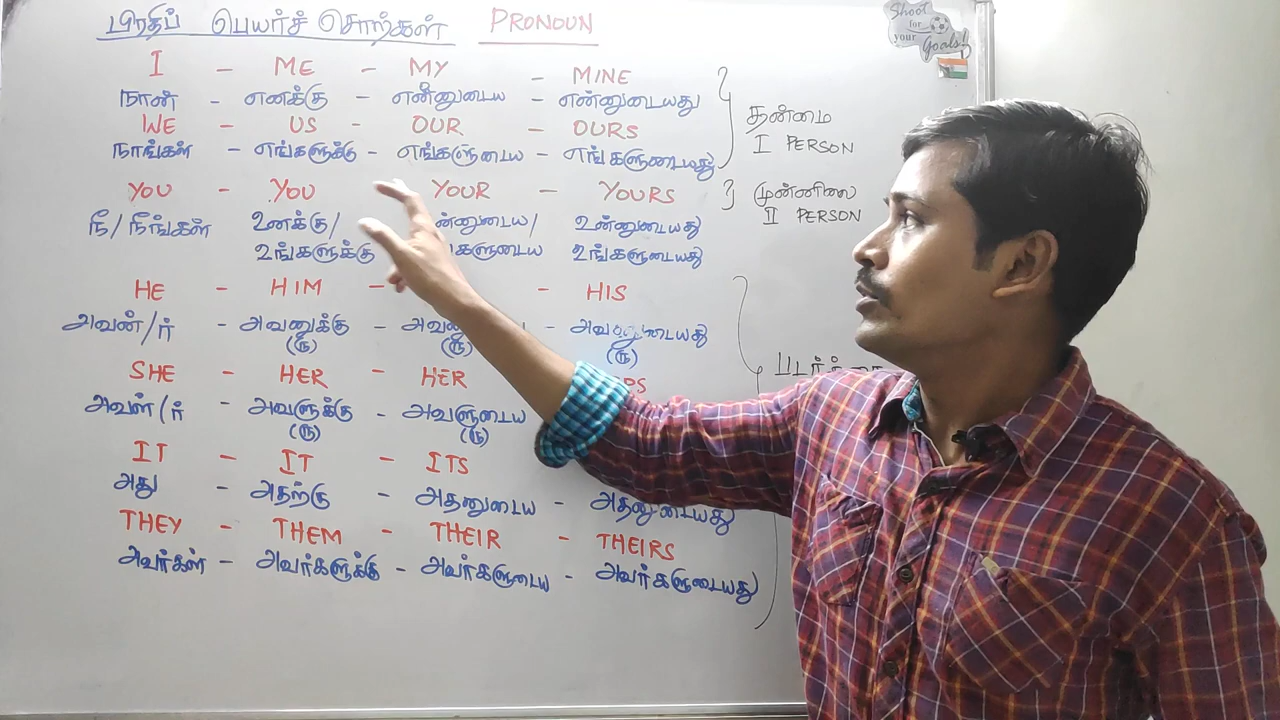 பிரதிப் பெயர்ச் சொற்கள் PRONOUN
Shoot for your Goals!
I - ME - MY - MINE
நான் - எனக்கு - என்னுடைய - என்னுடையது
WE - US - OUR - OURS
நாங்கள் - எங்களுக்கு - எங்களுடைய - எங்களுடையது
தன்மை
I PERSON
YOU - YOU YOUR - YOURS
நீ/நீங்கள் உனக்கு/ ன்னுடைய/ உன்னுடையது
உங்களுக்கு களுடைய உங்களுடையது
முன்னிலை
II PERSON
HE - HIM - - HIS
அவன்/ர் - அவனுக்கு - - அவனுடையது
(ரு) (ரு) (ரு)
SHE - HER - HER
அவள்/ர் - அவளுக்கு - அவளுடைய
(ரு) (ரு)
IT - IT - ITS
அது - அதற்கு - அதனுடைய - அதனுடையது
THEY - THEM - THEIR - THEIRS
அவர்கள் - அவர்களுக்கு - அவர்களுடைய - அவர்களுடையது